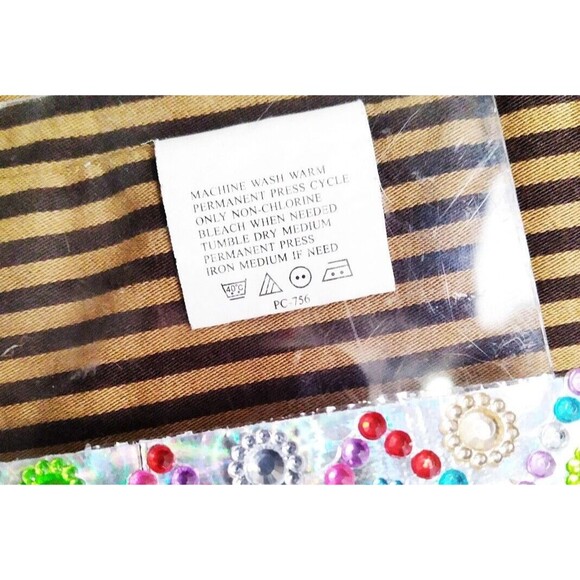 MACHINE WASH WARM
PERMANENT PRESS CYCLE
ONLY NON-CHLORINE
BLEACH WHEN NEEDED
TUMBLE DRY MEDIUM
PERMANENT PRESS
IRON MEDIUM IF NEED
40°C
PC-756